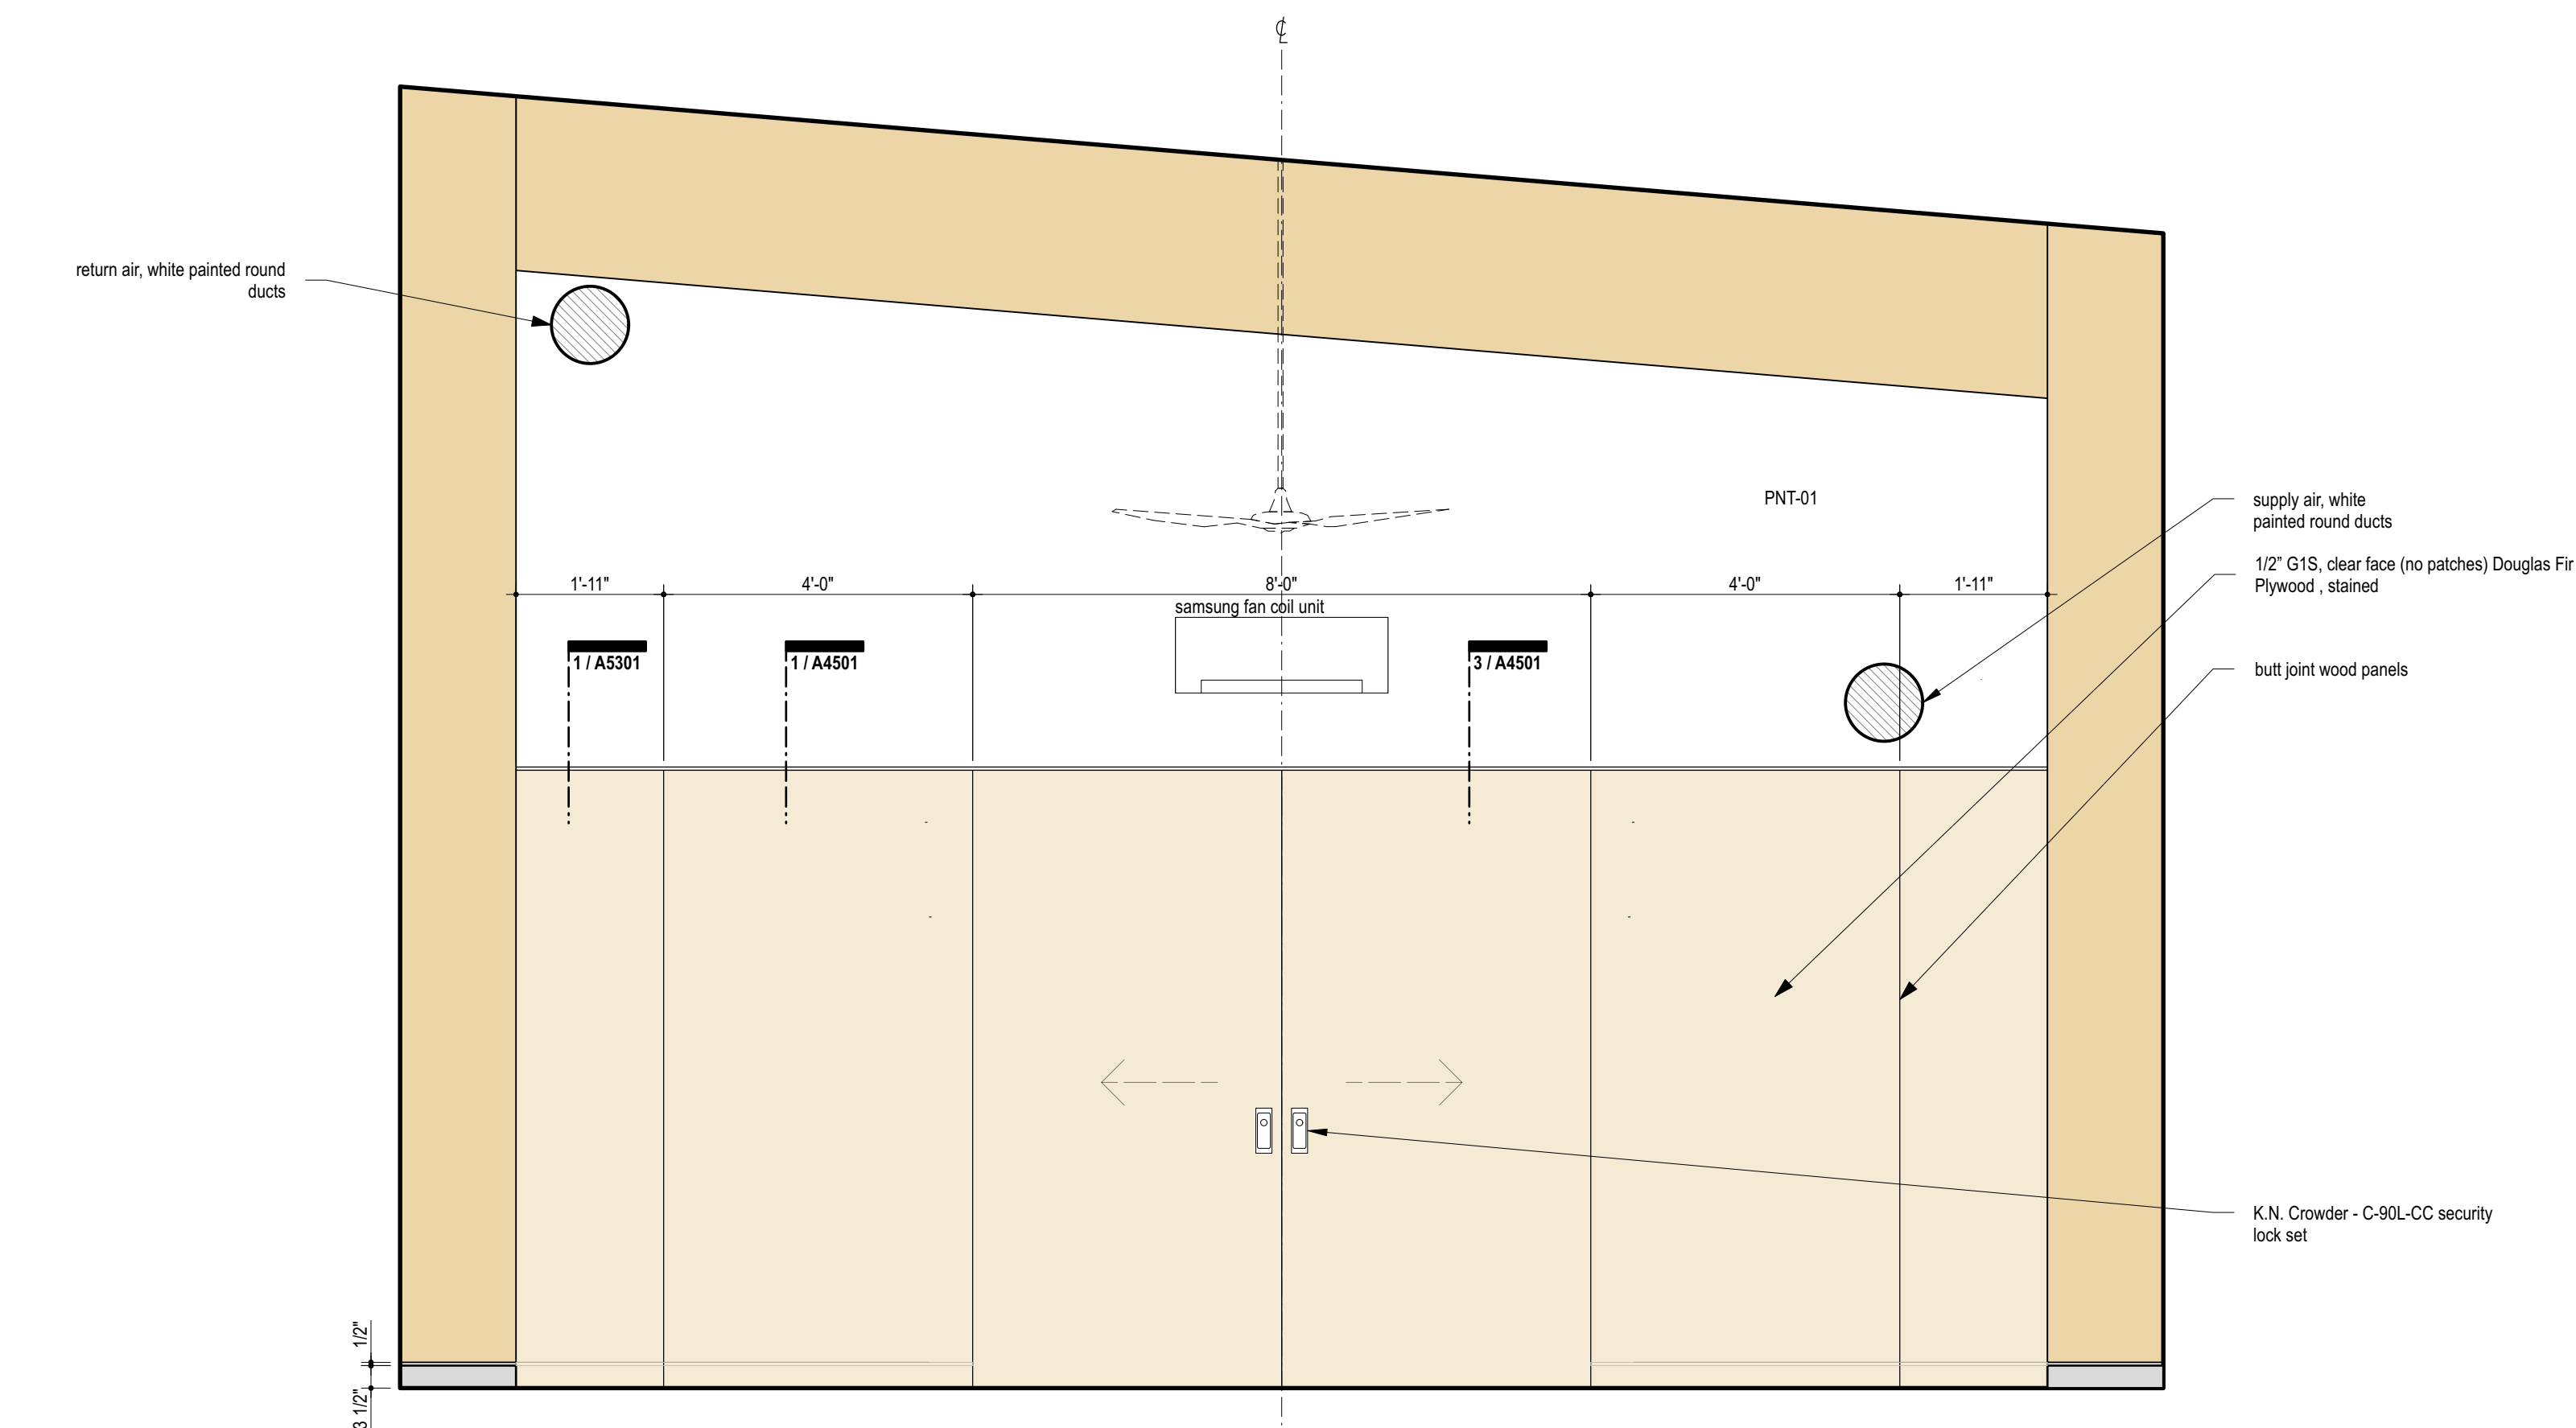 ℄
return air, white painted round
ducts
PNT-01
supply air, white
painted round ducts
1/2” G1S, clear face (no patches) Douglas Fir
Plywood , stained
1'-11"
4'-0"
8'-0"
4'-0"
1'-11"
samsung fan coil unit
1 / A5301
1 / A4501
3 / A4501
butt joint wood panels
K.N. Crowder - C-90L-CC security
lock set
1/2"
3 1/2"